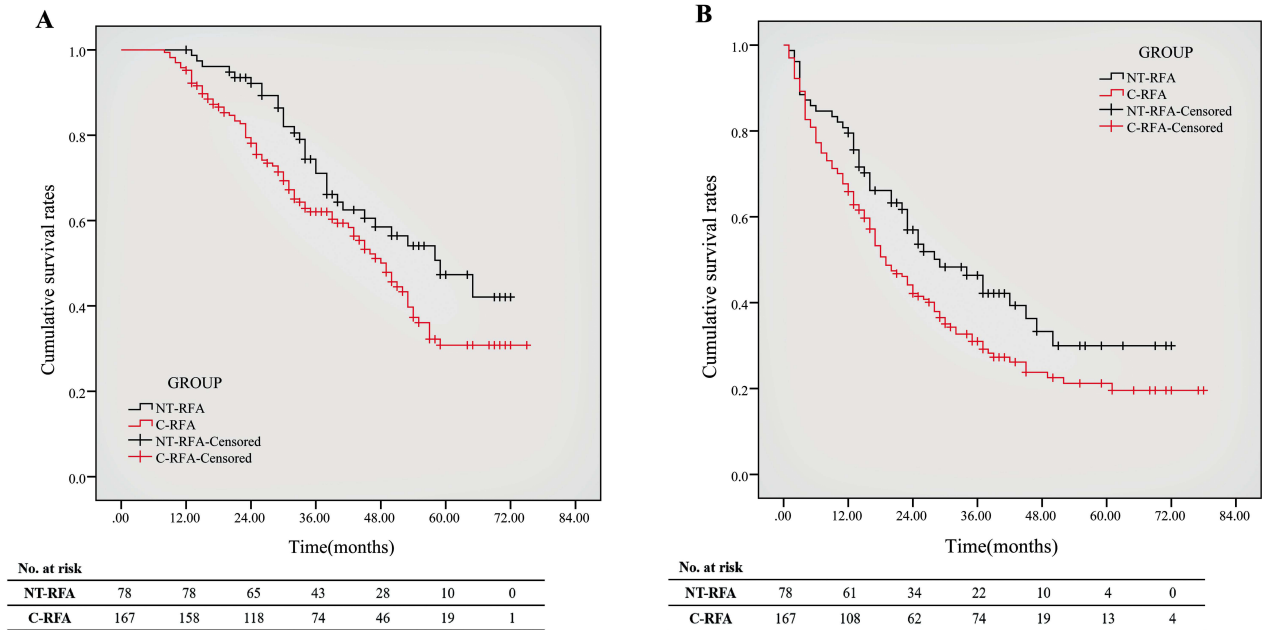 A
1.0
0.8
0.6
0.4
0.2
0.0
Cumulative survival rates
GROUP
NT-RFA
C-RFA
NT-RFA-Censored
C-RFA-Censored
.00 12.00 24.00 36.00 48.00 60.00 72.00 84.00
Time(months)
No. at risk
NT-RFA 78 78 65 43 28 10 0
C-RFA 167 158 118 74 46 19 1
B
1.0
0.8
0.6
0.4
0.2
0.0
Cumulative survival rates
GROUP
NT-RFA
C-RFA
NT-RFA-Censored
C-RFA-Censored
.00 12.00 24.00 36.00 48.00 60.00 72.00 84.00
Time(months)
No. at risk
NT-RFA 78 61 34 22 10 4 0
C-RFA 167 108 62 74 19 13 4